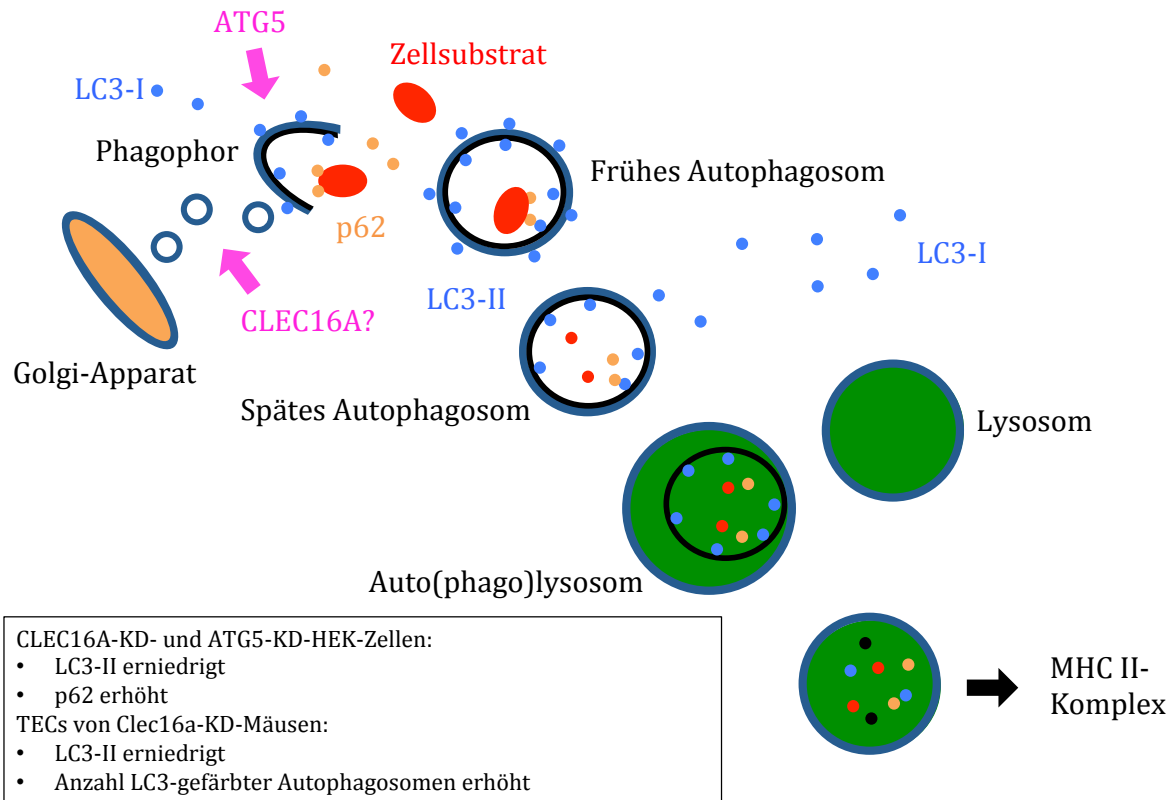 ATG5
Zellsubstrat
LC3-I
Phagophor
Frühes Autophagosom
p62
LC3-I
LC3-II
CLEC16A?
Golgi-Apparat
Spätes Autophagosom
Lysosom
Auto(phago)lysosom
CLEC16A-KD- und ATG5-KD-HEK-Zellen:
• LC3-II erniedrigt
• p62 erhöht
TECs von Clec16a-KD-Mäusen:
• LC3-II erniedrigt
• Anzahl LC3-gefärbter Autophagosomen erhöht
MHC II-
Komplex